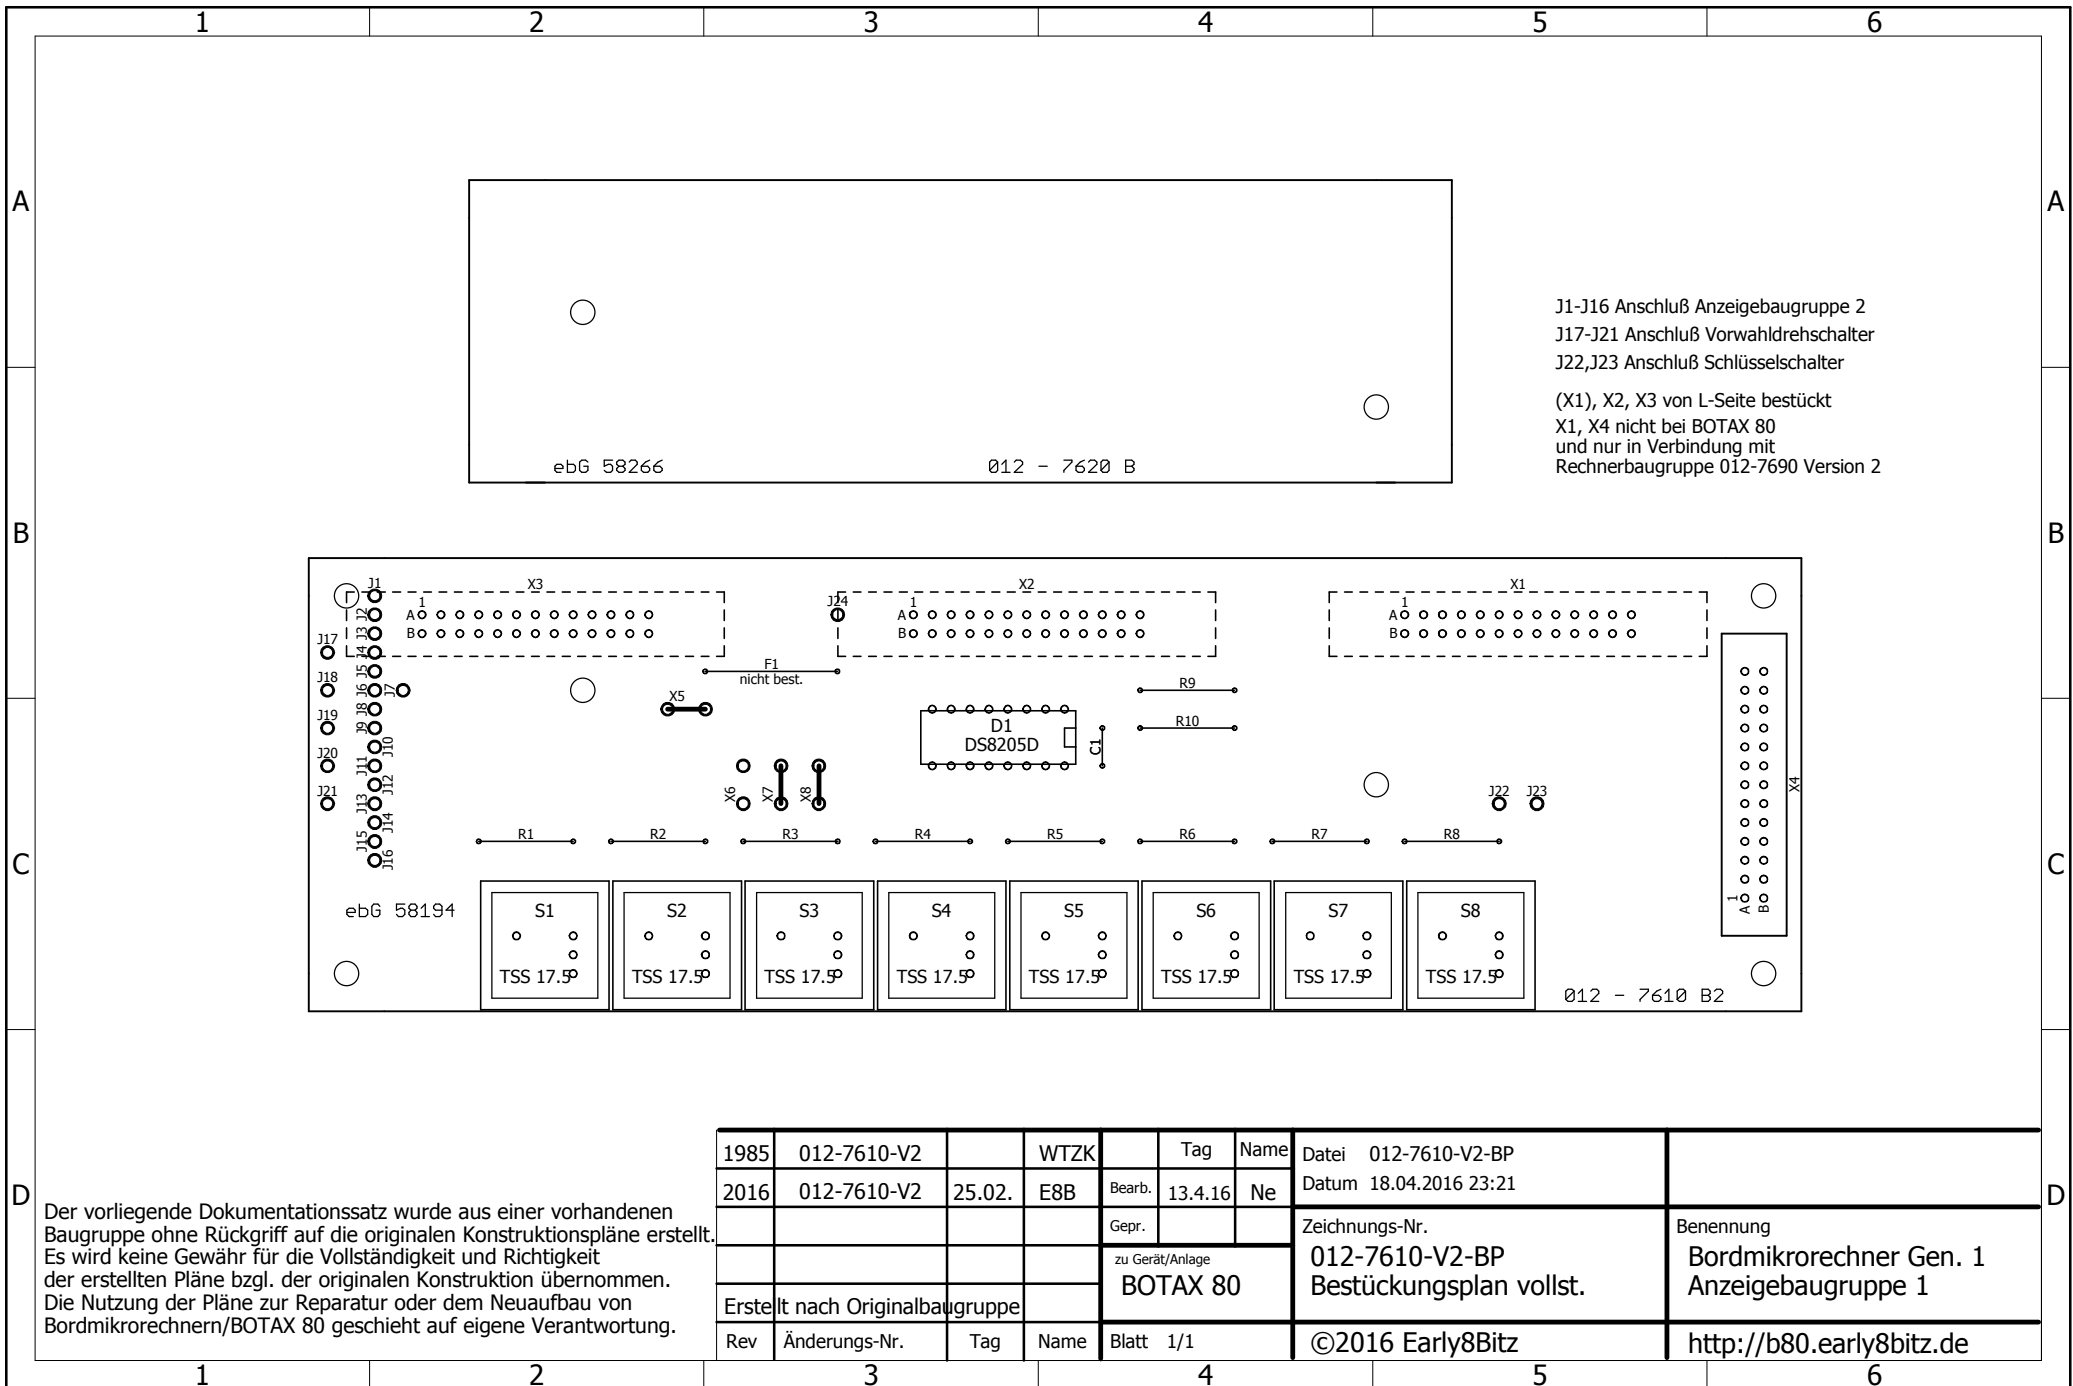 1 2 3 4 5 6
A A
B B
C C
D D
ebG 58266 012 - 7620 B
J1-J16 Anschluß Anzeigebaugruppe 2
J17-J21 Anschluß Vorwahldrehschalter
J22,J23 Anschluß Schlüsselschalter
(X1), X2, X3 von L-Seite bestückt
X1, X4 nicht bei BOTAX 80
und nur in Verbindung mit
Rechnerbaugruppe 012-7690 Version 2
J1 X3 X2 X1
J2 1 J24 1 1
A A A
J3 B B B
J17 J4
J5 F1
nicht best.
J18 J6 J7 R9
J8 X5
J19 J9 D1 R10
J10 DS8205D C1
J20 J11
J12 X6 X7 X8 X4
J21 J13 J22 J23
J14
J15 R1 R2 R3 R4 R5 R6 R7 R8
J16
ebG 58194 S1 S2 S3 S4 S5 S6 S7 S8
1
A B
TSS 17.5 TSS 17.5 TSS 17.5 TSS 17.5 TSS 17.5 TSS 17.5 TSS 17.5 TSS 17.5
012 - 7610 B2
Der vorliegende Dokumentationssatz wurde aus einer vorhandenen
Baugruppe ohne Rückgriff auf die originalen Konstruktionspläne erstellt.
Es wird keine Gewähr für die Vollständigkeit und Richtigkeit
der erstellten Pläne bzgl. der originalen Konstruktion übernommen.
Die Nutzung der Pläne zur Reparatur oder dem Neuaufbau von
Bordmikrorechnern/BOTAX 80 geschieht auf eigene Verantwortung.
1985 012-7610-V2 WTZK Tag Name
2016 012-7610-V2 25.02. E8B Bearb. 13.4.16 Ne
Gepr.
Erstellt nach Originalbaugruppe
Rev Änderungs-Nr. Tag Name
zu Gerät/Anlage
BOTAX 80
Blatt 1/1
Datei 012-7610-V2-BP
Datum 18.04.2016 23:21
Zeichnungs-Nr.
012-7610-V2-BP
Bestückungsplan vollst.
©2016 Early8Bitz
Benennung
Bordmikrorechner Gen. 1
Anzeigebaugruppe 1
http://b80.early8bitz.de
1 2 3 4 5 6